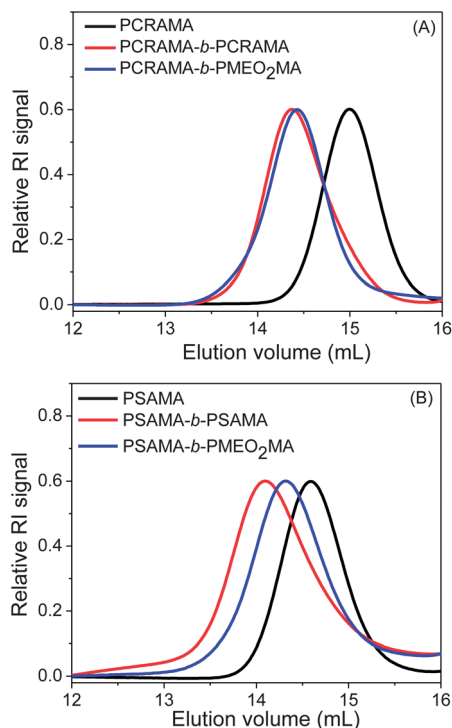 0.8
PCRAMA
(A)
PCRAMA-b-PCRAMA
PCRAMA-b-PMEO2MA
0.6
0.4
0.2
0.0
Relative RI signal
12 13 14 15 16
Elution volume (mL)
0.8
PSAMA
(B)
PSAMA-b-PSAMA
PSAMA-b-PMEO2MA
0.6
0.4
0.2
0.0
Relative RI signal
12 13 14 15 16
Elution volume (mL)